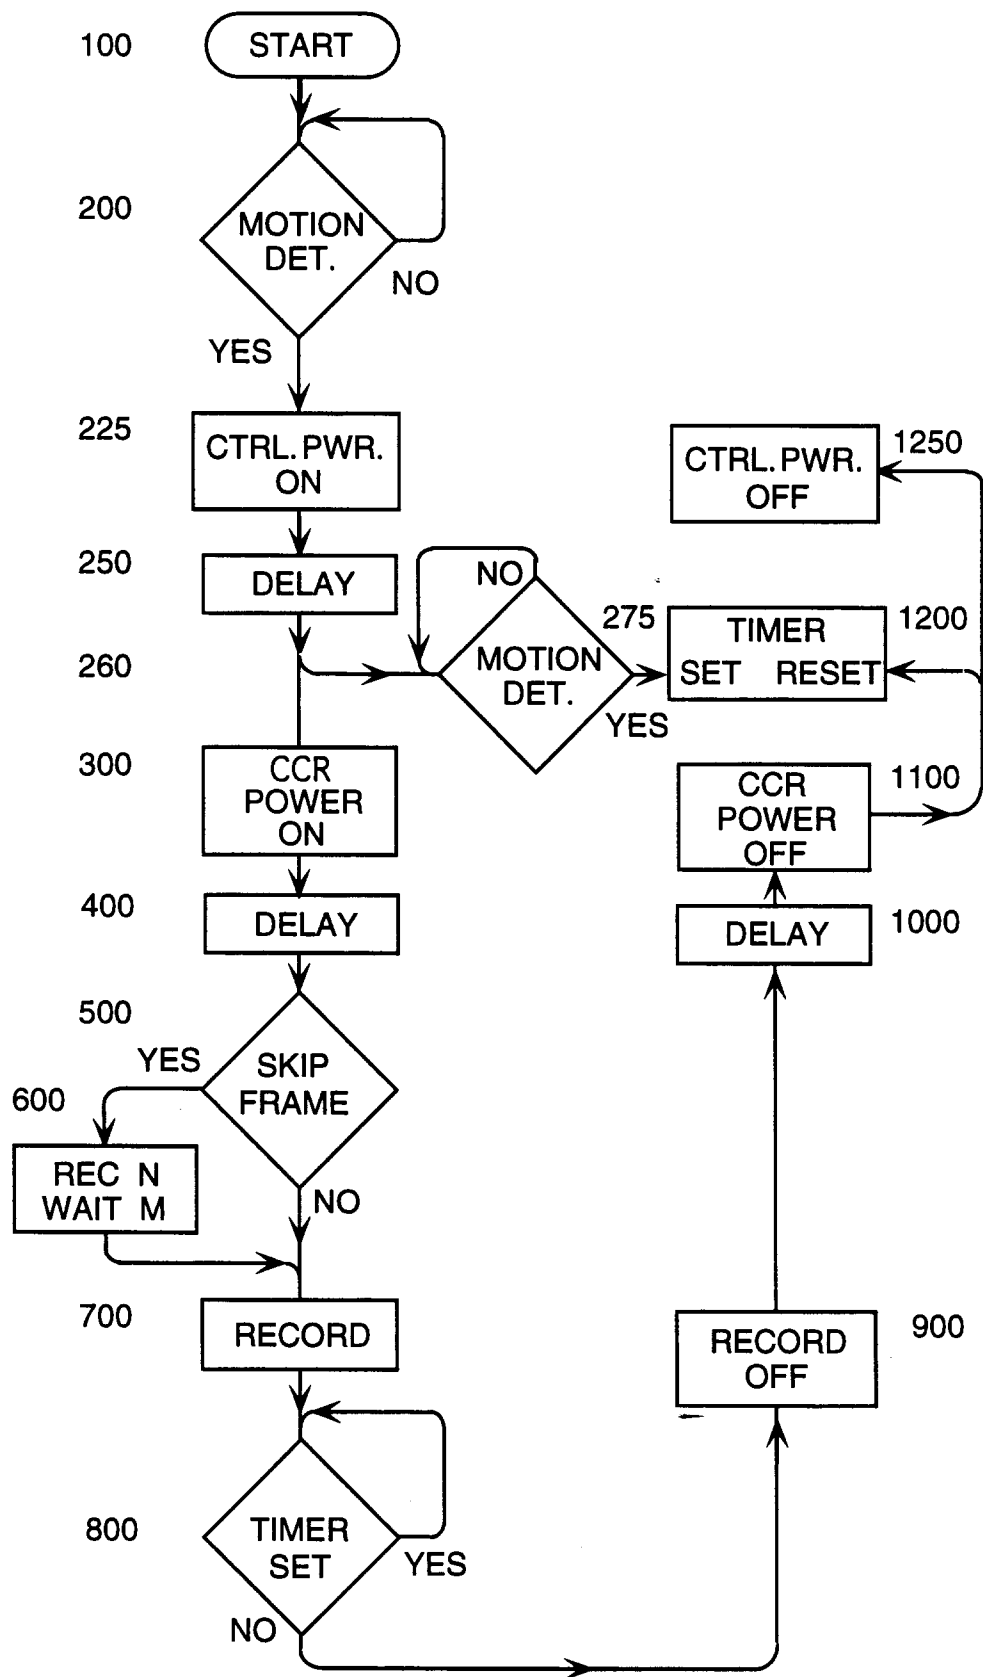 100
START
200
MOTION
DET.
NO
YES
225
CTRL. PWR.
ON
250
DELAY
260
NO
MOTION
DET.
YES
275
TIMER
SET RESET
1200
CTRL. PWR.
OFF
1250
300
CCR
POWER
ON
CCR
POWER
OFF
1100
400
DELAY
DELAY
1000
500
SKIP
FRAME
YES
NO
600
REC N
WAIT M
700
RECORD
RECORD
OFF
900
800
TIMER
SET
YES
NO